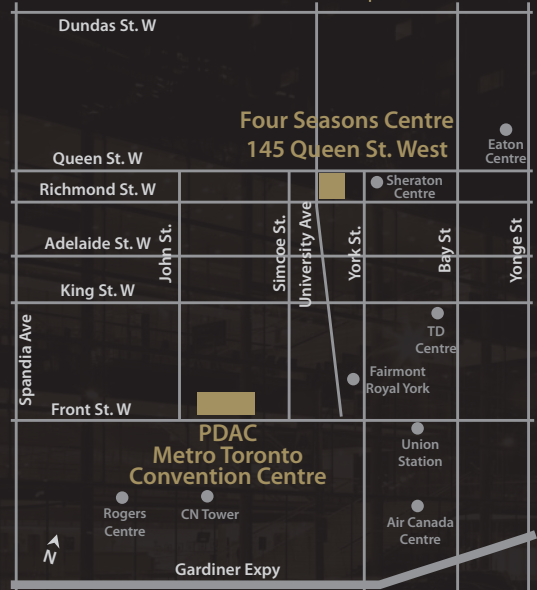 Dundas St. W
Four Seasons Centre
145 Queen St. West
Eaton
Centre
Queen St. W
Richmond St. W
Sheraton
Centre
Adelaide St. W
John St.
Simcoe St.
University Ave
York St.
Bay St
Yonge St
King St. W
TD
Centre
Spandia Ave
Fairmont
Royal York
Front St. W
PDAC
Metro Toronto
Convention Centre
Union
Station
Rogers
Centre
CN Tower
Air Canada
Centre
N
Gardiner Expy